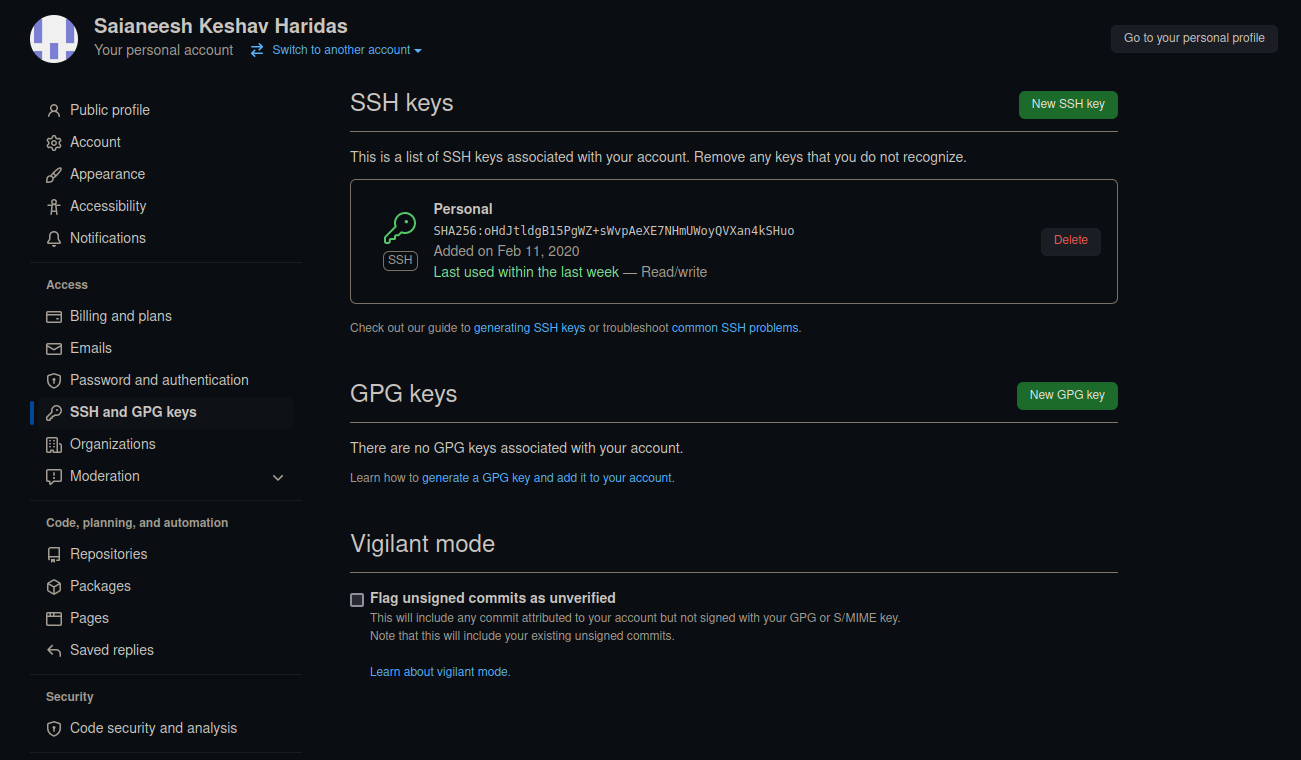 Saianeesh Keshav Haridas
Your personal account
Switch to another account
Go to your personal profile
Public profile
Account
Appearance
Accessibility
Notifications
Access
Billing and plans
Emails
Password and authentication
SSH and GPG keys
Organizations
Moderation
Code, planning, and automation
Repositories
Packages
Pages
Saved replies
Security
Code security and analysis
SSH keys
New SSH key
This is a list of SSH keys associated with your account. Remove any keys that you do not recognize.
Personal
SHA256:oHdJtldgB15PgWZ+sWvpAeXE7NHmUWoyQVXan4kSHuo
Added on Feb 11, 2020
Last used within the last week — Read/write
SSH
Delete
Check out our guide to generating SSH keys or troubleshoot common SSH problems.
GPG keys
New GPG key
There are no GPG keys associated with your account.
Learn how to generate a GPG key and add it to your account.
Vigilant mode
Flag unsigned commits as unverified
This will include any commit attributed to your account but not signed with your GPG or S/MIME key.
Note that this will include your existing unsigned commits.
Learn about vigilant mode.